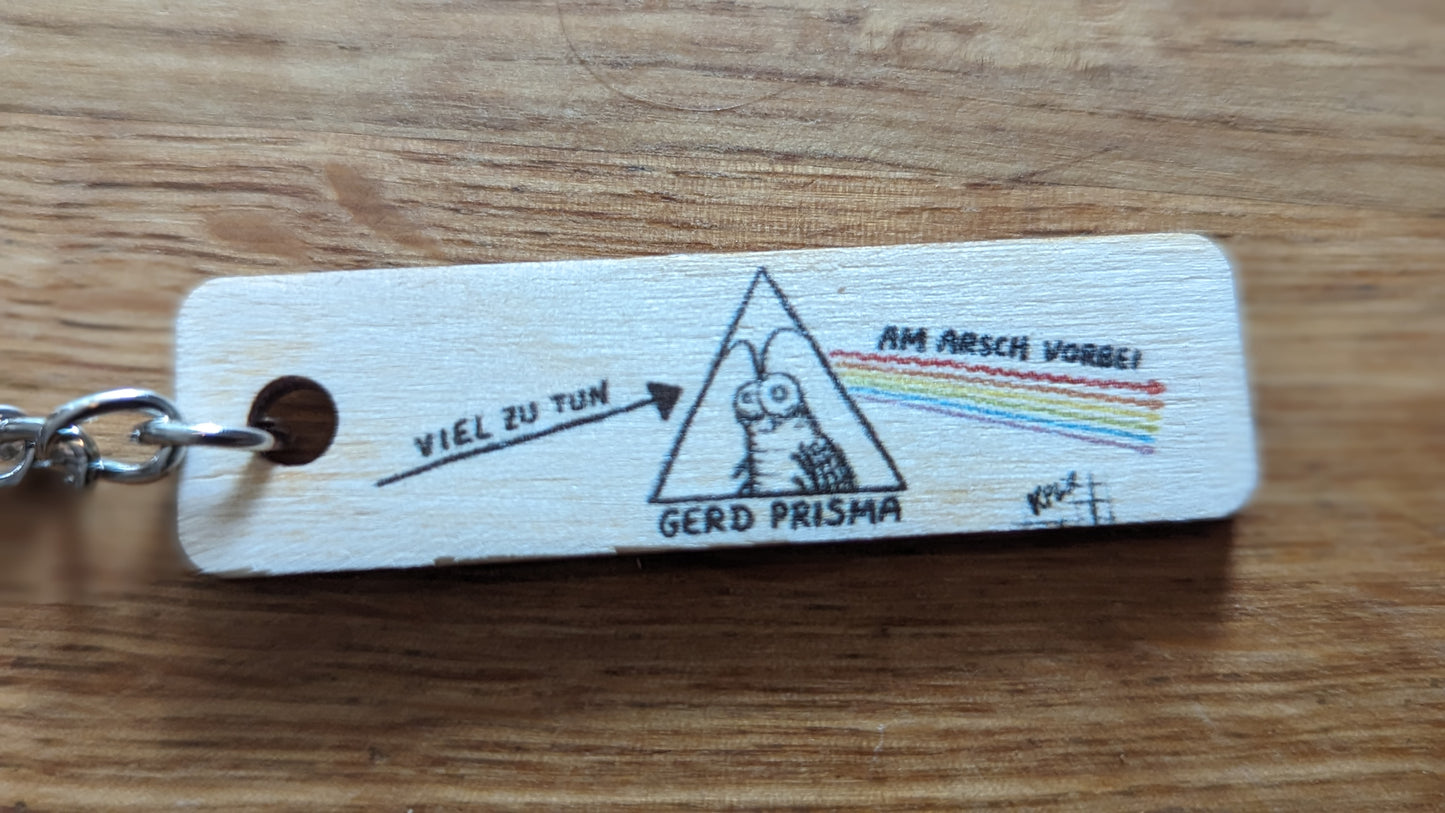 VIEL ZU TUN
AM ARSCH VORBEI
GERD PRISMA